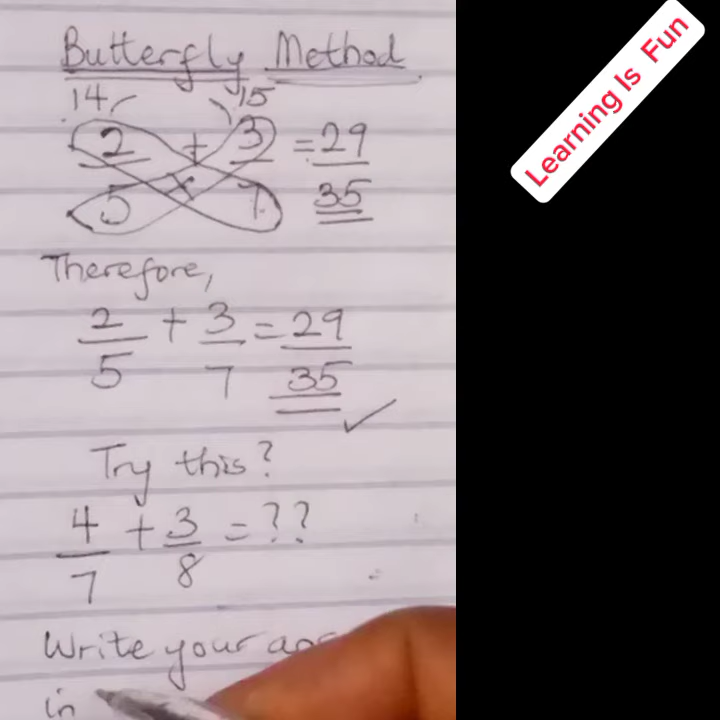 Butterfly Method
14 15
2 + 3 = 29
5 × 7 35
Therefore,
2 + 3 = 29
5 7 35
Try this?
4 + 3 = ??
7 8
Write your
in
Learning Is Fun